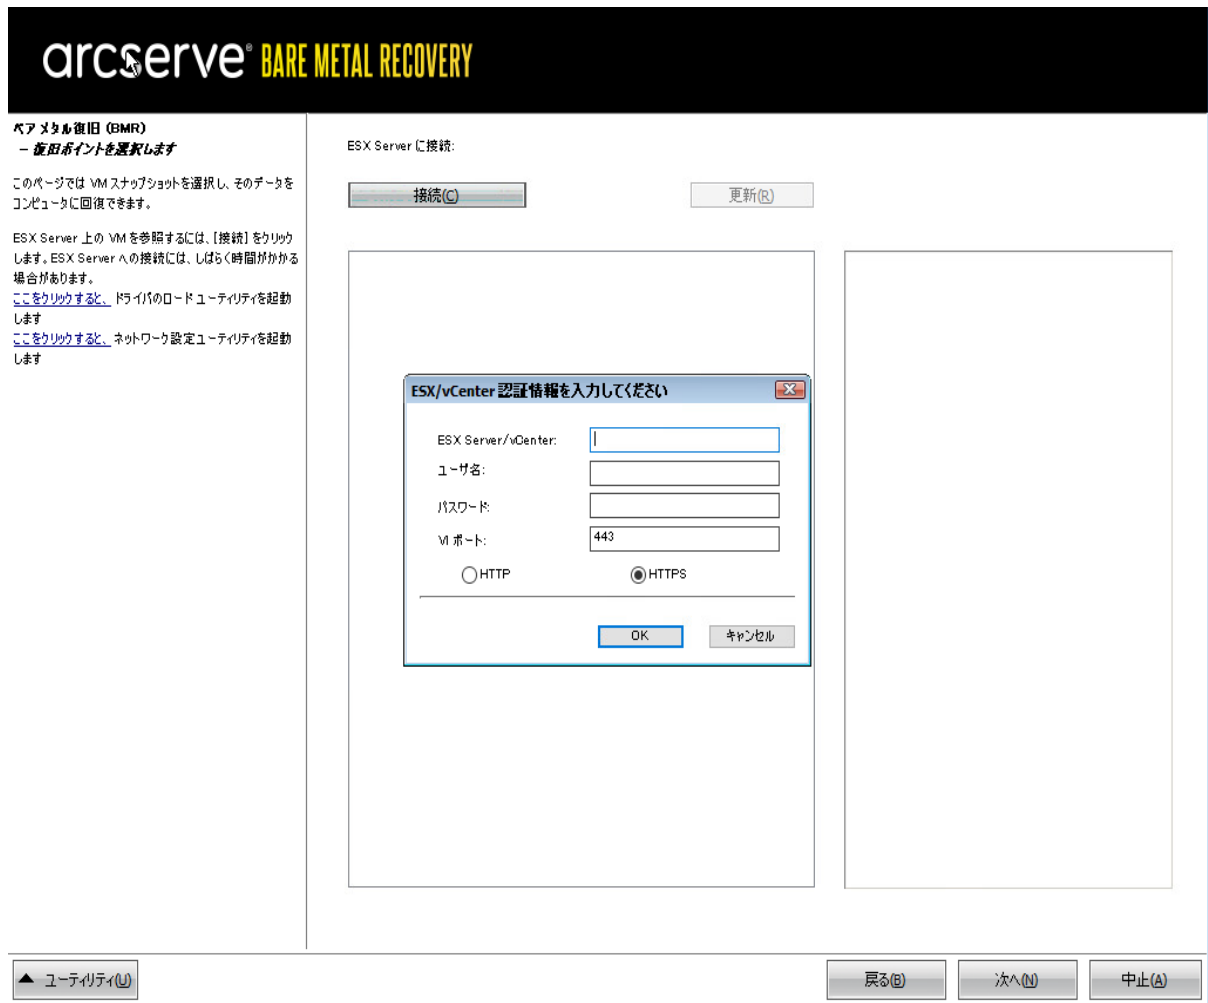 arcserve® BARE METAL RECOVERY
ベア メタル復旧 (BMR)
– 復旧ポイントを選択します
このページでは VM スナップショットを選択し、そのデータを
コンピュータに回復できます。
ESX Server 上の VM を参照するには、[接続] をクリック
します。ESX Server への接続には、しばらく時間がかかる
場合があります。
ここをクリックすると、 ドライバのロード ユーティリティを起動
します
ここをクリックすると、 ネットワーク設定ユーティリティを起動
します
ESX Server に接続:
接続(C)
更新(R)
ESX/vCenter 認証情報を入力してください
ESX Server/vCenter:
ユーザ名:
パスワード:
VI ポート:
443
HTTP
HTTPS
OK
キャンセル
ユーティリティ(U)
戻る(B)
次へ(N)
中止(A)